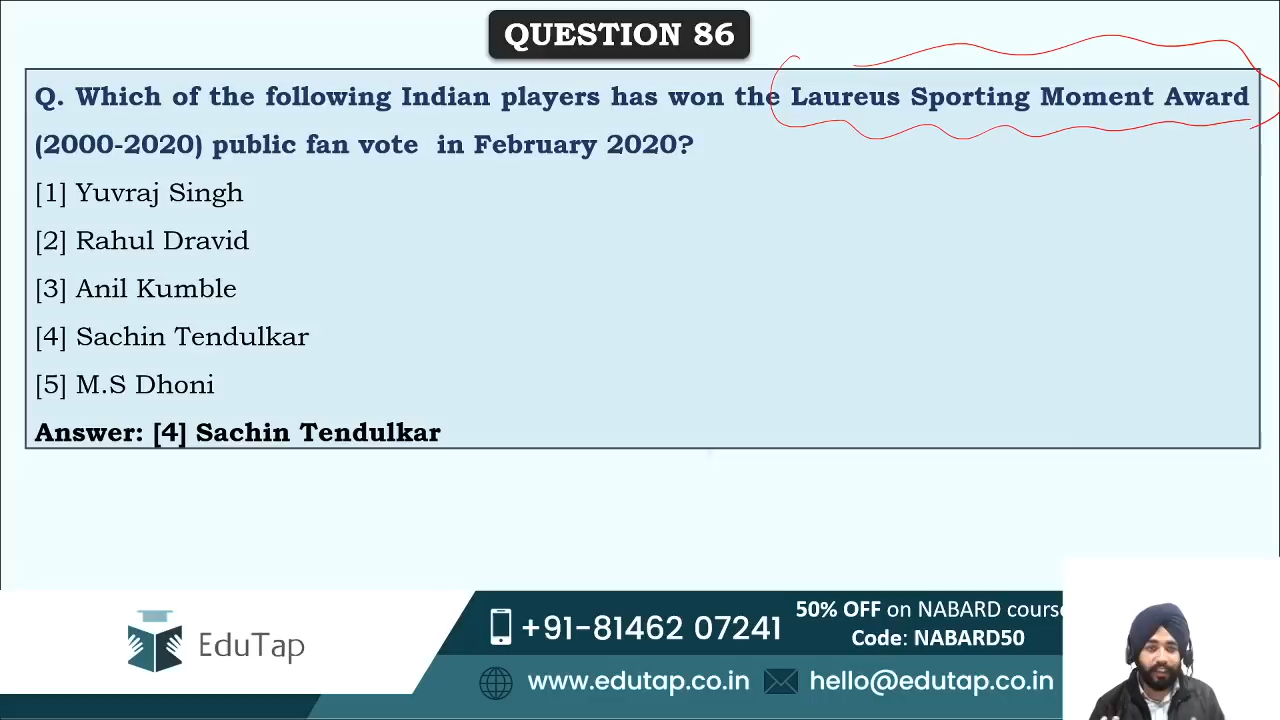 QUESTION 86
Q. Which of the following Indian players has won the Laureus Sporting Moment Award
(2000-2020) public fan vote in February 2020?
[1] Yuvraj Singh
[2] Rahul Dravid
[3] Anil Kumble
[4] Sachin Tendulkar
[5] M.S Dhoni
Answer: [4] Sachin Tendulkar
EduTap
+91-81462 07241
50% OFF on NABARD course
Code: NABARD50
www.edutap.co.in
hello@edutap.co.in